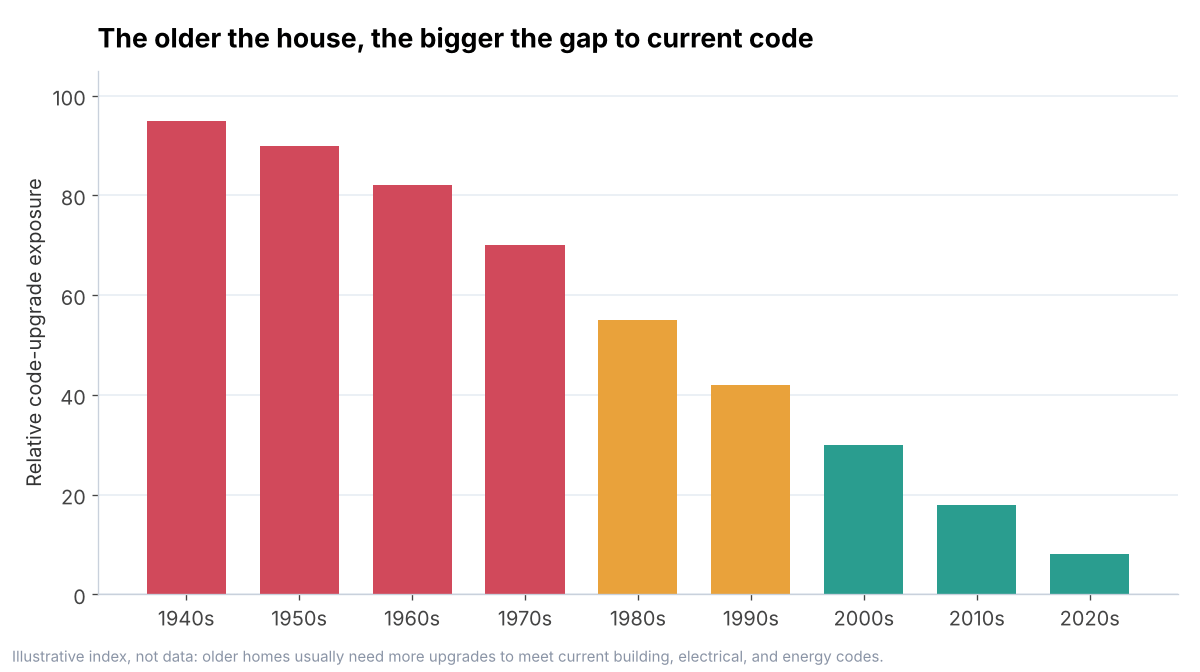 The older the house, the bigger the gap to current code
Relative code-upgrade exposure
100
80
60
40
20
0
1940s 1950s 1960s 1970s 1980s 1990s 2000s 2010s 2020s
Illustrative index, not data: older homes usually need more upgrades to meet current building, electrical, and energy codes.